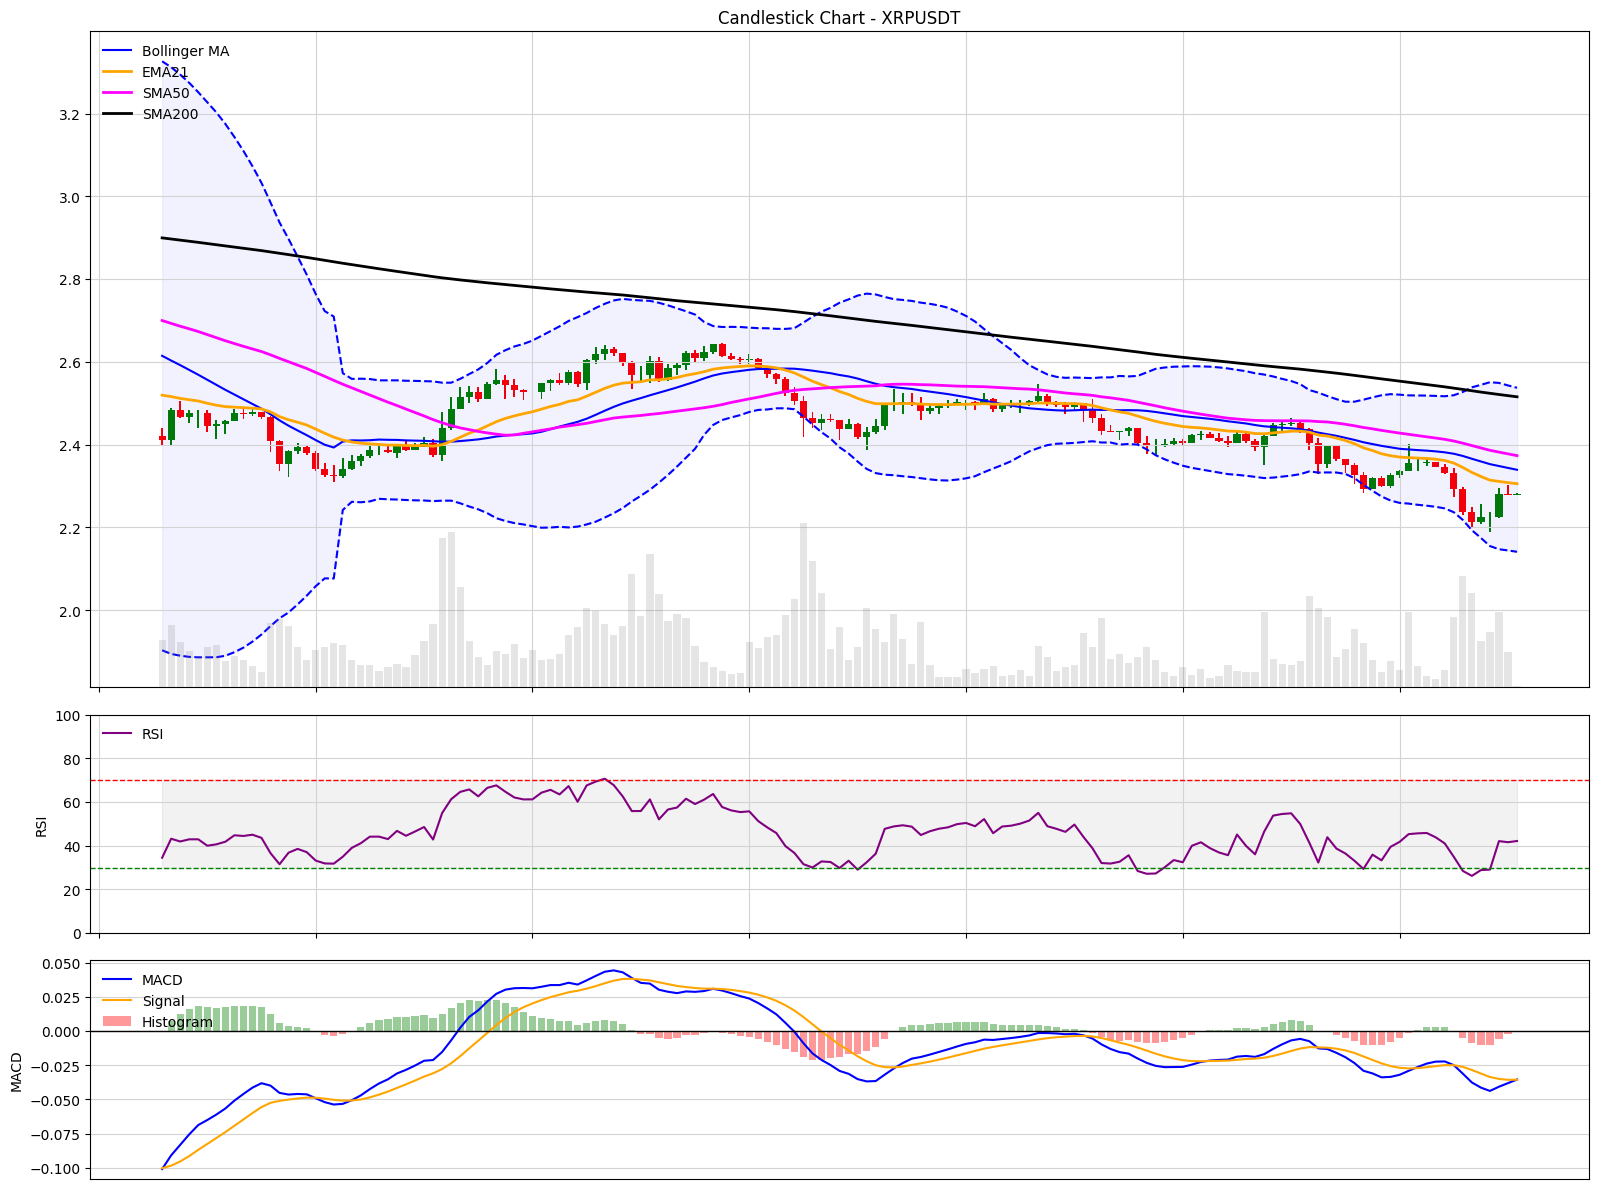 Candlestick Chart - XRPUSDT
Bollinger MA
EMA21
SMA50
SMA200
3.2
3.0
2.8
2.6
2.4
2.2
2.0
100
80
60
40
20
0
RSI
RSI
0.050
0.025
0.000
−0.025
−0.050
−0.075
−0.100
MACD
MACD
Signal
Histogram